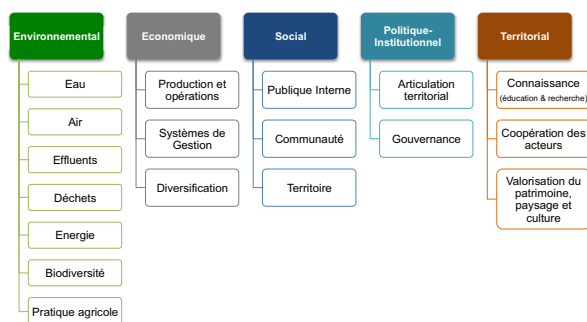 Environnemental
Eau
Air
Effluents
Déchets
Energie
Biodiversité
Pratique agricole
Economique
Production et
opérations
Systèmes de
Gestion
Diversification
Social
Publique Interne
Communauté
Territoire
Politique-
Institutionnel
Articulation
territorial
Gouvernance
Territorial
Connaissance
(éducation & recherche)
Coopération des
acteurs
Valorisation du
patrimoine,
paysage et
culture